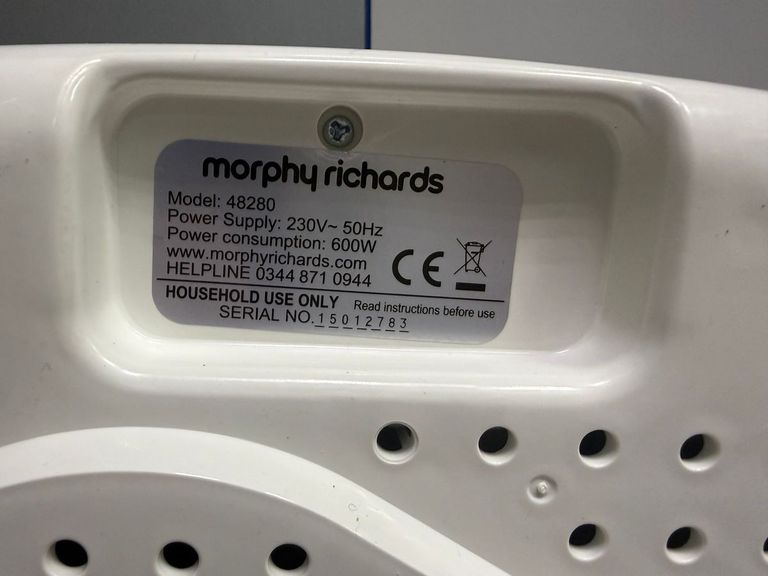 morphy richards
Model: 48280
Power Supply: 230V~ 50Hz
Power consumption: 600W
www.morphyrichards.com
HELPLINE 0344 871 0944
CE
HOUSEHOLD USE ONLY Read instructions before use
SERIAL NO. 15012783